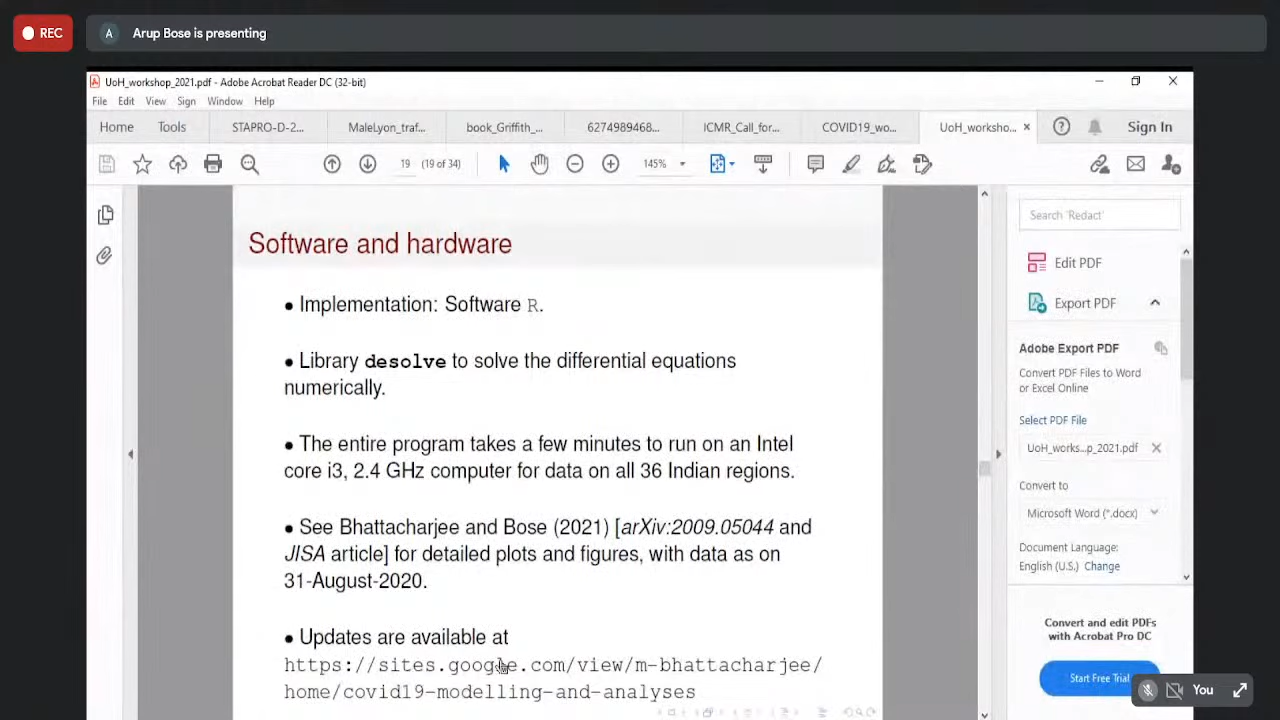 REC
A Arup Bose is presenting
UoH_workshop_2021.pdf - Adobe Acrobat Reader DC (32-bit)
File Edit View Sign Window Help
Home Tools STAPRO-D-2... MaleLyon_traf... book_Griffith_... 6274989468... ICMR_Call_for... COVID19_wo... UoH_worksho... × Sign In
19 (19 of 34) 145%
Software and hardware
• Implementation: Software R.
• Library desolve to solve the differential equations
numerically.
• The entire program takes a few minutes to run on an Intel
core i3, 2.4 GHz computer for data on all 36 Indian regions.
• See Bhattacharjee and Bose (2021) [arXiv:2009.05044 and
JISA article] for detailed plots and figures, with data as on
31-August-2020.
• Updates are available at
https://sites.google.com/view/m-bhattacharjee/
home/covid19-modelling-and-analyses
Search 'Redact'
Edit PDF
Export PDF
Adobe Export PDF
Convert PDF Files to Word
or Excel Online
Select PDF File
UoH_works...p_2021.pdf
Convert to
Microsoft Word (*.docx)
Document Language:
English (U.S.) Change
Convert and edit PDFs
with Acrobat Pro DC
Start Free Trial
You